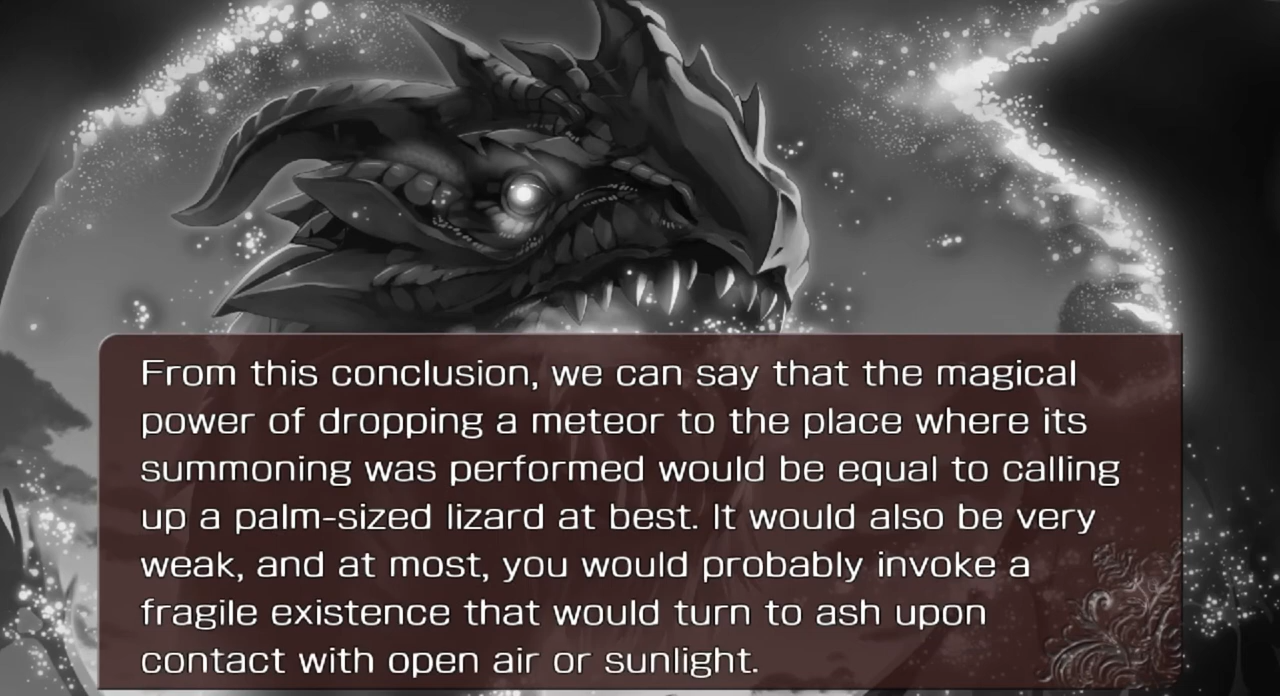 From this conclusion, we can say that the magical
power of dropping a meteor to the place where its
summoning was performed would be equal to calling
up a palm-sized lizard at best. It would also be very
weak, and at most, you would probably invoke a
fragile existence that would turn to ash upon
contact with open air or sunlight.